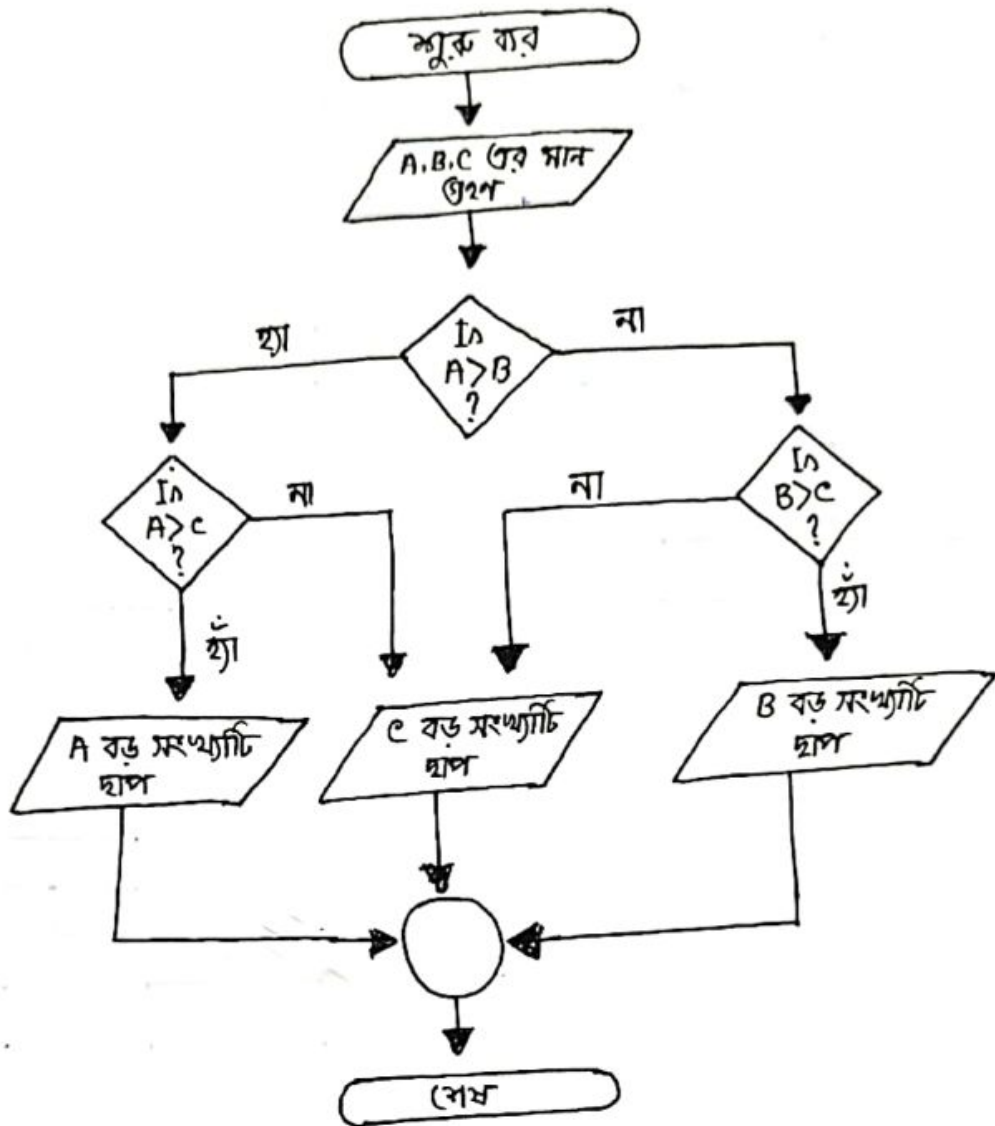 শুরু কর
A,B,C এর মান
গ্রহণ
হ্যা
Is
A>B
?
না
Is
A>C
?
না
না
Is
B>C
?
হ্যাঁ
হ্যাঁ
A বড় সংখ্যাটি
ছাপ
C বড় সংখ্যাটি
ছাপ
B বড় সংখ্যাটি
ছাপ
শেষ